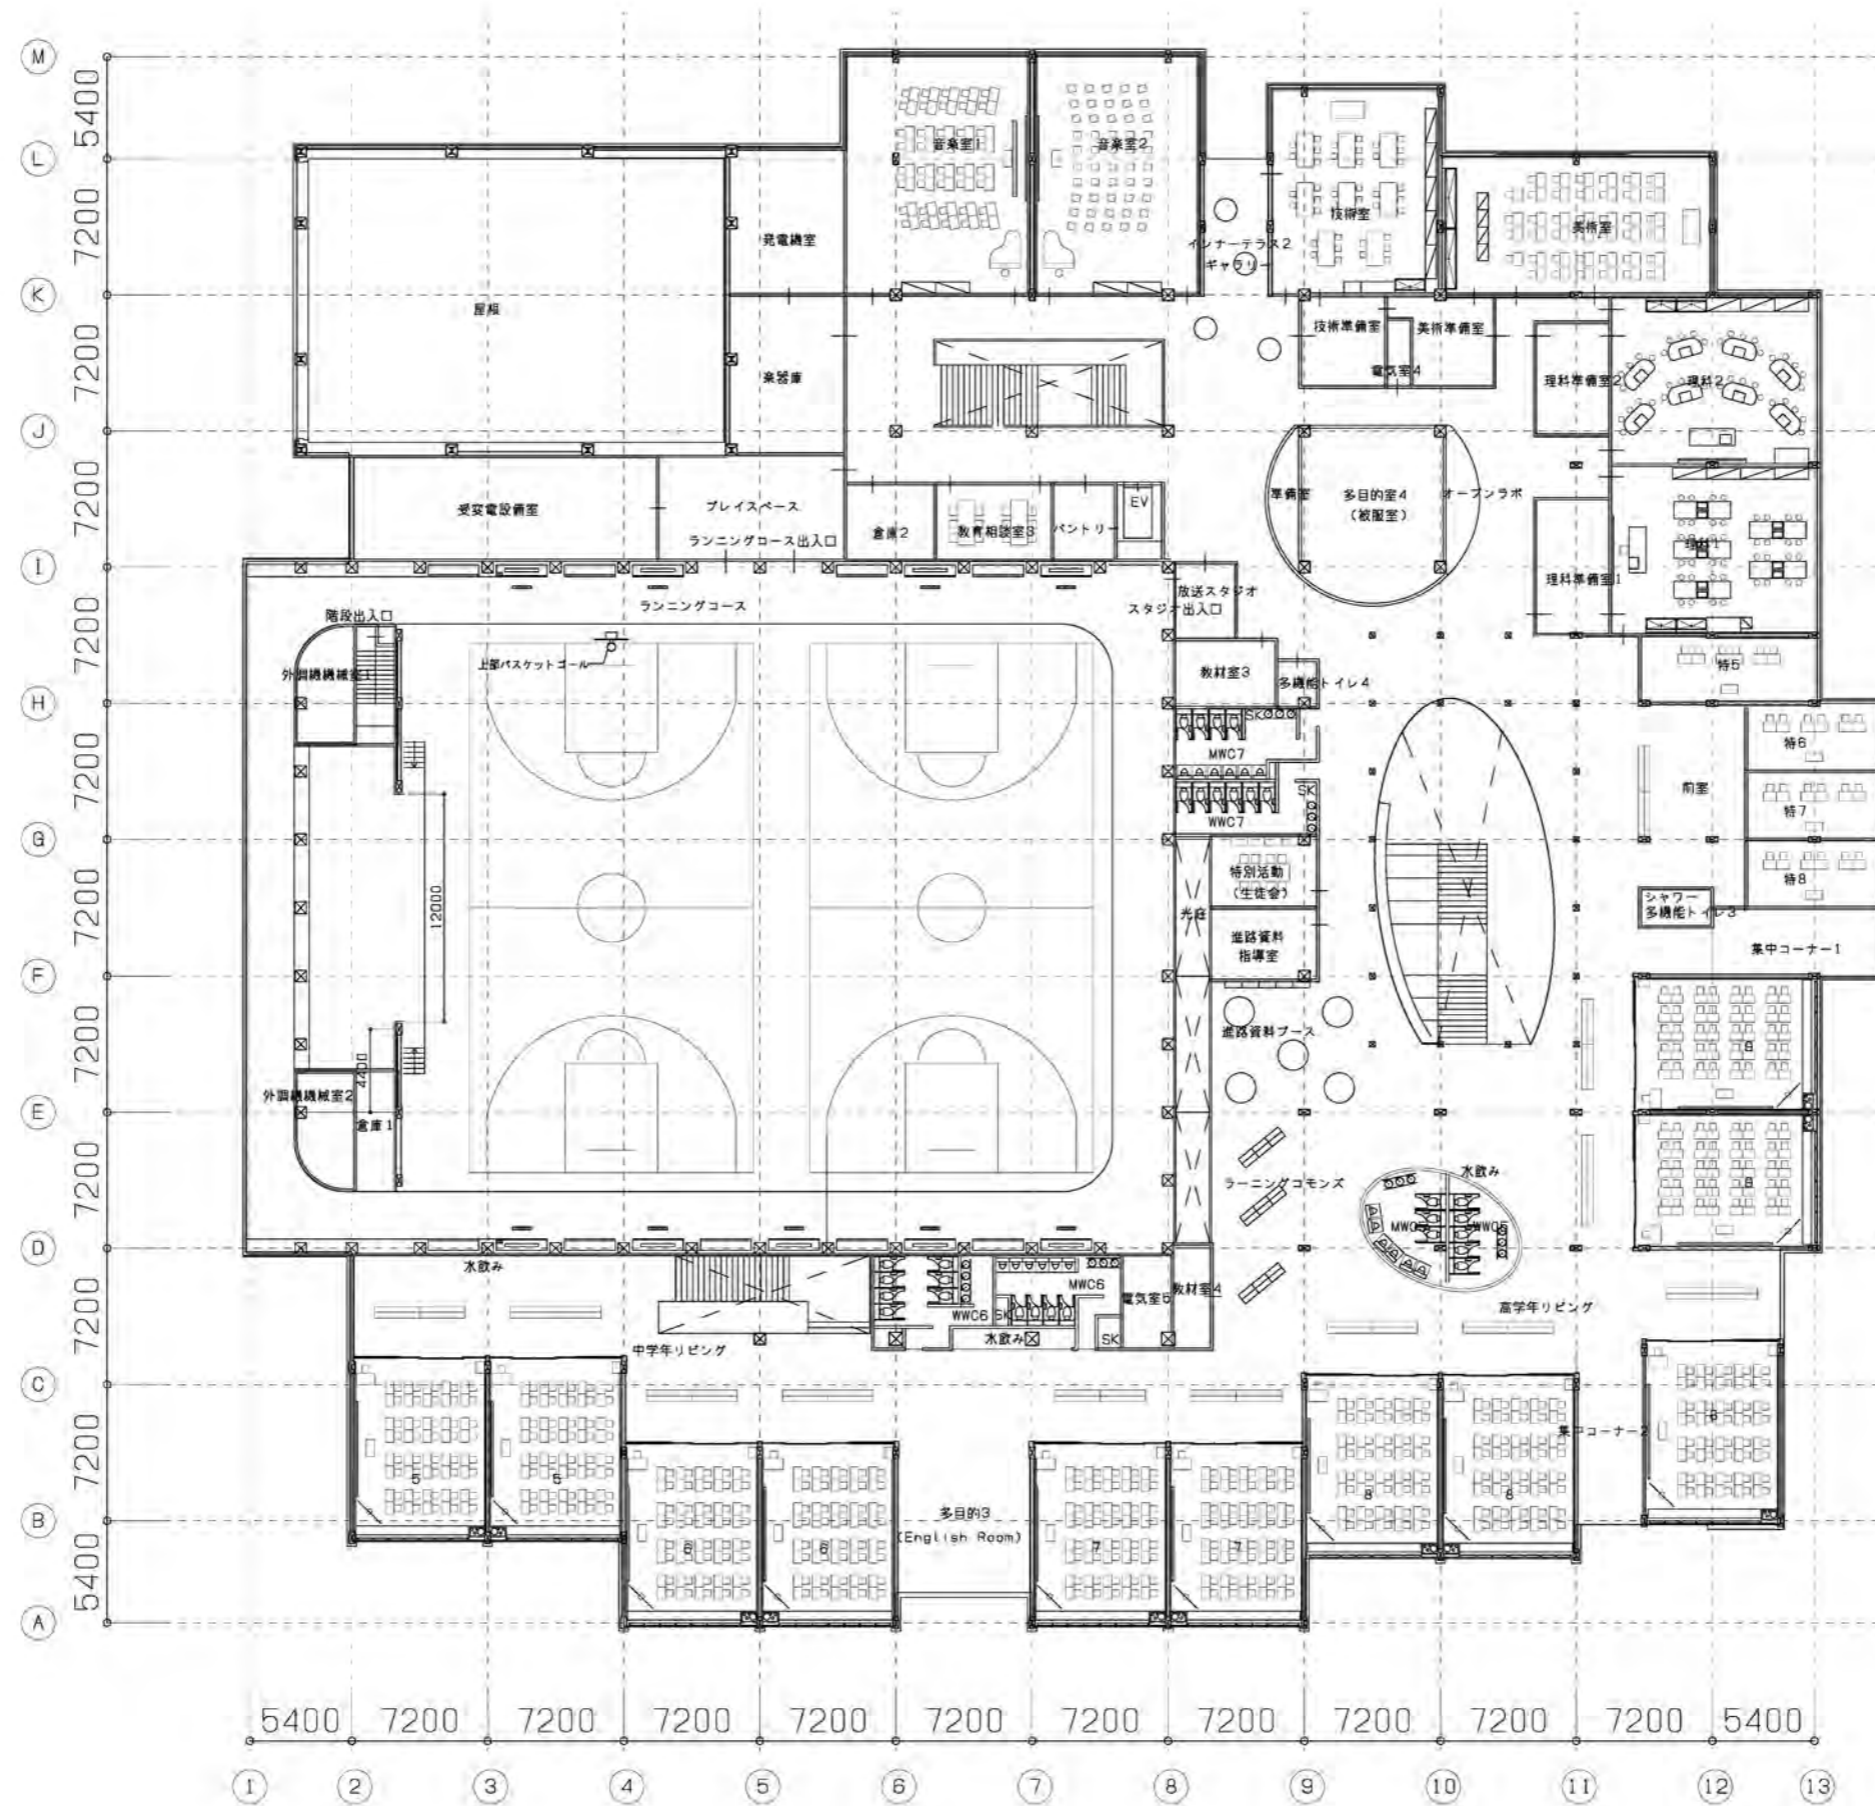 M
5400
音楽室1
音楽室2
L
7200
発電機室
技術室
美術室
インナーテラス2
ギャラリー
K
屋根
7200
楽器庫
技術準備室
美術準備室
電気室4
理科準備室2
理科2
J
7200
受変電設備室
プレイスペース
ランニングコース出入口
倉庫2
教育相談室3
パントリー
EV
準備室
多目的室4
(被服室)
オープンラボ
理科1
I
理科準備室1
7200
ランニングコース
放送スタジオ
スタジオ出入口
階段出入口
上部バスケットゴール
外調機機械室1
教材室3
多機能トイレ4
特5
H
SK
7200
MWC7
特6
前室
SK
WWC7
特7
G
7200
12000
特別活動
(生徒会)
特8
光庭
シャワー
多機能トイレ3
進路資料
指導室
集中コーナー1
F
7200
進路資料ブース
9
4400
外調機機械室2
E
倉庫1
7200
水飲み
ラーニングコモンズ
9
MWC5
WWC5
D
水飲み
7200
MWC6
WWC6
SK
電気室5
教材室4
高学年リビング
水飲み
SK
中学年リビング
C
7200
集中コーナー2
5
5
8
8
B
多目的3
(English Room)
6
6
7
7
5400
A
5400
7200
7200
7200
7200
7200
7200
7200
7200
7200
7200
5400
1
2
3
4
5
6
7
8
9
10
11
12
13